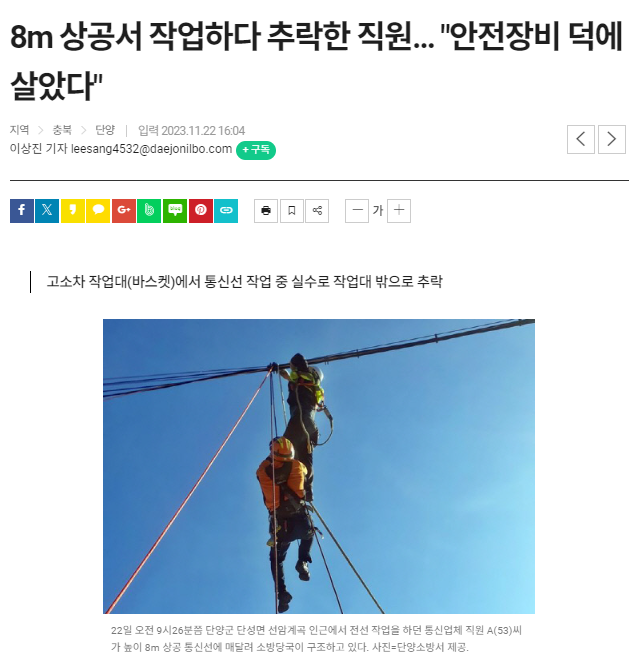 8m 상공서 작업하다 추락한 직원... "안전장비 덕에
살았다"
지역 > 충북 > 단양 | 입력 2023.11.22 16:04
이상진 기자 leesang4532@daejonilbo.com + 구독
가
고소차 작업대(바스켓)에서 통신선 작업 중 실수로 작업대 밖으로 추락
22일 오전 9시26분쯤 단양군 단성면 선암계곡 인근에서 전선 작업을 하던 통신업체 직원 A(53)씨
가 높이 8m 상공 통신선에 매달려 소방당국이 구조하고 있다. 사진=단양소방서 제공.